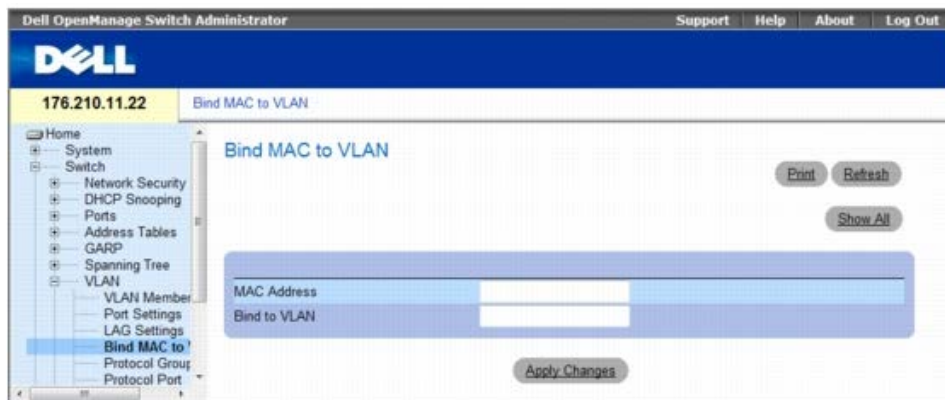 Dell OpenManage Switch Administrator
Support Help About Log Out
DELL
176.210.11.22
Bind MAC to VLAN
Home
System
Switch
Network Security
DHCP Snooping
Ports
Address Tables
GARP
Spanning Tree
VLAN
VLAN Member
Port Settings
LAG Settings
Bind MAC to
Protocol Group
Protocol Port
Bind MAC to VLAN
Print Refresh
Show All
MAC Address
Bind to VLAN
Apply Changes